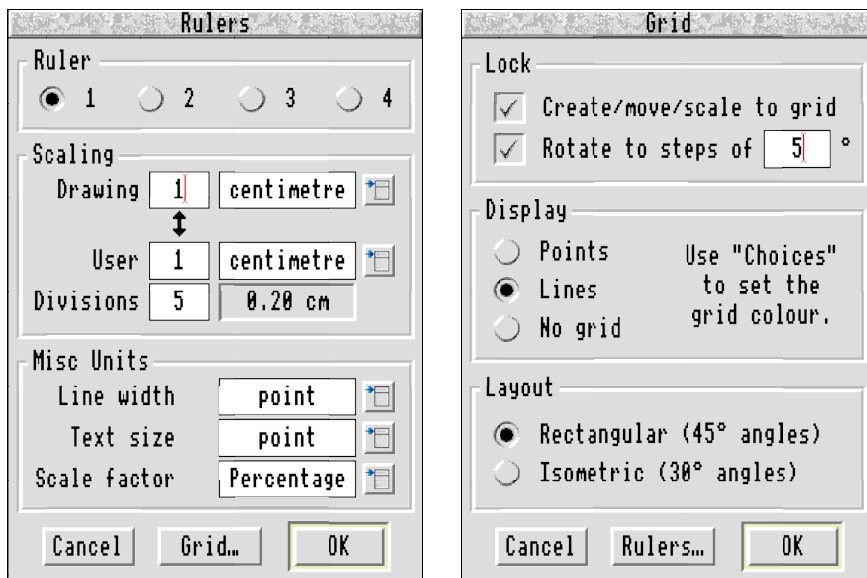 Rulers
Ruler
1 2 3 4
Scaling
Drawing 1 centimetre
User 1 centimetre
Divisions 5 0.20 cm
Misc Units
Line width point
Text size point
Scale factor Percentage
Cancel Grid… OK
Grid
Lock
Create/move/scale to grid
Rotate to steps of 5 °
Display
Points
Lines
No grid
Use "Choices"
to set the
grid colour.
Layout
Rectangular (45° angles)
Isometric (30° angles)
Cancel Rulers… OK